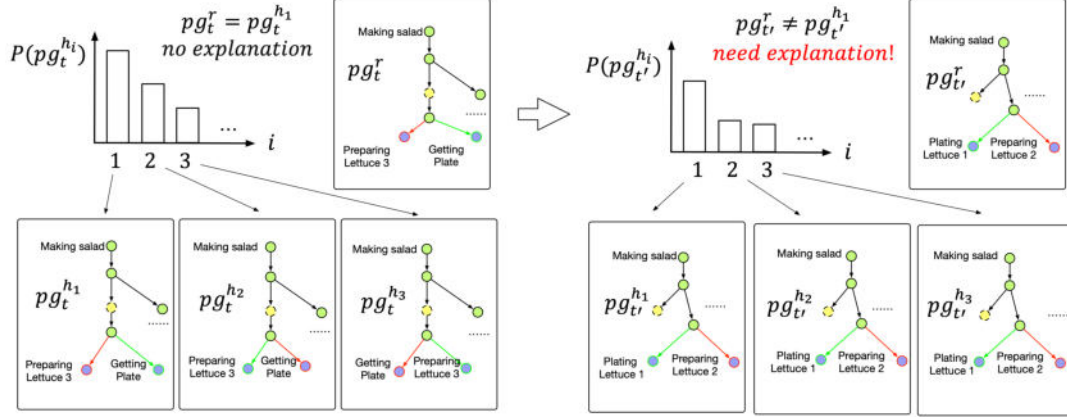 pg_t^r = pg_t^{h_1}
no explanation
P(pg_t^{h_i})
1 2 3 ... i
Making salad
pg_t^r
......
Preparing Lettuce 3
Getting Plate
Making salad
pg_t^{h_1}
......
Preparing Lettuce 3
Getting Plate
Making salad
pg_t^{h_2}
......
Preparing Lettuce 3
Getting Plate
Making salad
pg_t^{h_3}
......
Getting Plate
Preparing Lettuce 3
pg_{t'}^r ≠ pg_{t'}^{h_1}
need explanation!
P(pg_{t'}^{h_i})
1 2 3 ... i
Making salad
pg_{t'}^r
......
Plating Lettuce 1
Preparing Lettuce 2
Making salad
pg_{t'}^{h_1}
......
Plating Lettuce 1
Preparing Lettuce 2
Making salad
pg_{t'}^{h_2}
......
Plating Lettuce 1
Preparing Lettuce 2
Making salad
pg_{t'}^{h_3}
......
Plating Lettuce 1
Preparing Lettuce 2